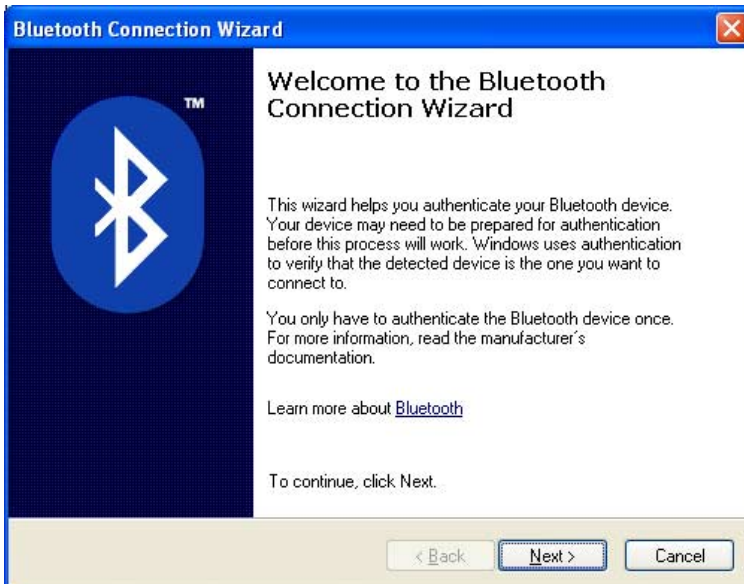 Bluetooth Connection Wizard
TM
Welcome to the Bluetooth
Connection Wizard
This wizard helps you authenticate your Bluetooth device.
Your device may need to be prepared for authentication
before this process will work. Windows uses authentication
to verify that the detected device is the one you want to
connect to.
You only have to authenticate the Bluetooth device once.
For more information, read the manufacturer´s
documentation.
Learn more about Bluetooth
To continue, click Next.
< Back
Next >
Cancel